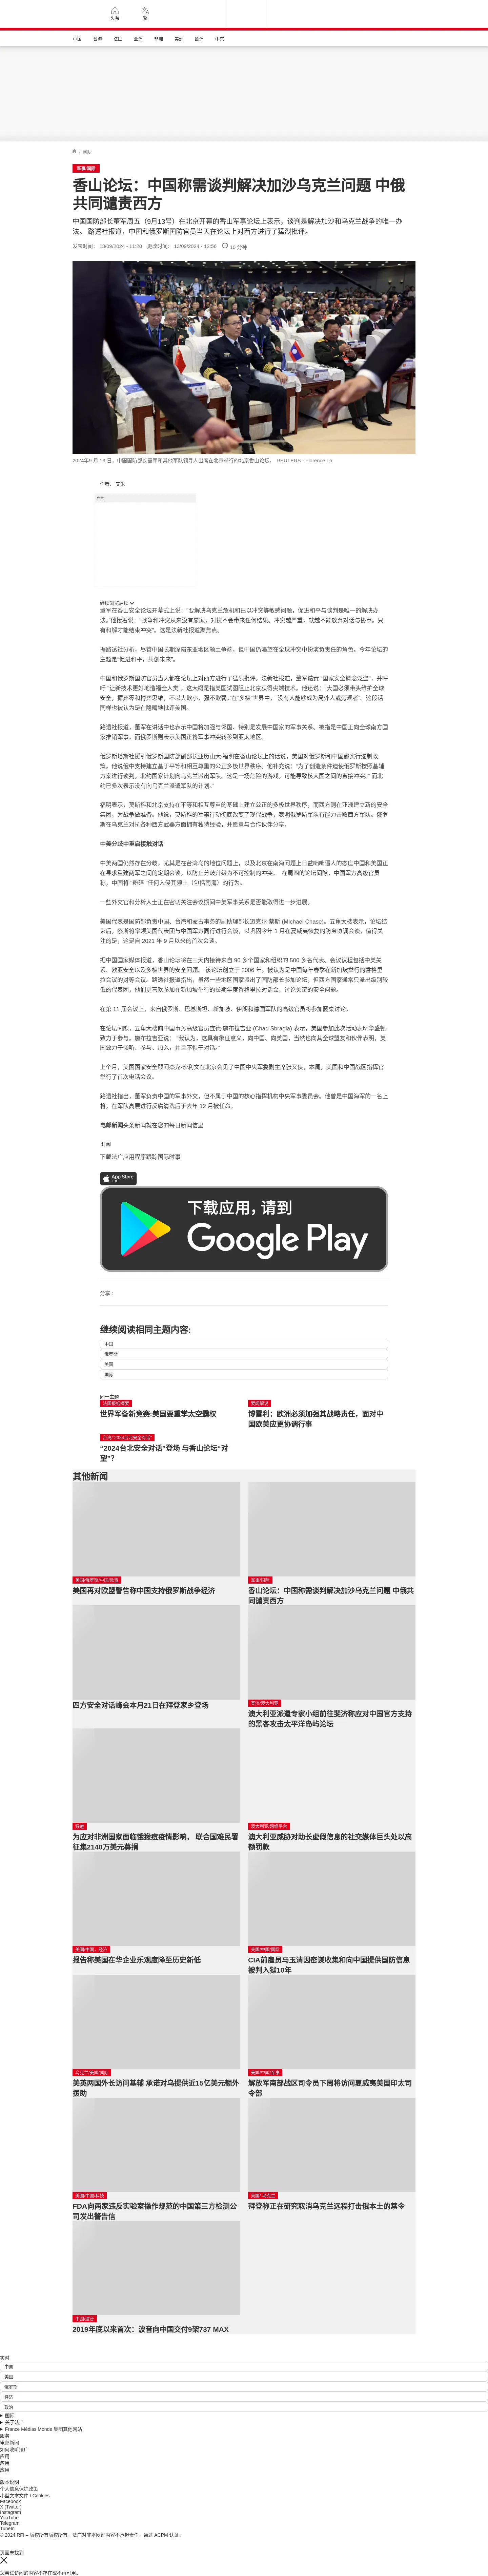 头条
繁
中国
台海
法国
亚洲
非洲
美洲
欧洲
中东
/ 国际
军事/国际
香山论坛：中国称需谈判解决加沙乌克兰问题 中俄
共同谴责西方
中国国防部长董军周五（9月13号）在北京开幕的香山军事论坛上表示，谈判是解决加沙和乌克兰战争的唯一办
法。 路透社报道，中国和俄罗斯国防官员当天在论坛上对西方进行了猛烈批评。
发表时间： 13/09/2024 - 11:20 更改时间： 13/09/2024 - 12:56 10 分钟
2024年9 月 13 日，中国国防部长董军和其他军队领导人出席在北京举行的北京香山论坛。 REUTERS - Florence Lo
作者： 艾米
广告
继续浏览后续
董军在香山安全论坛开幕式上说："要解决乌克兰危机和巴以冲突等敏感问题，促进和平与谈判是唯一的解决办
法。"他接着说："战争和冲突从来没有赢家，对抗不会带来任何结果。冲突越严重，就越不能放弃对话与协商。只
有和解才能结束冲突"。这是法新社报道聚焦点。
据路透社分析，尽管中国长期深陷东亚地区领土争端，但中国仍渴望在全球冲突中扮演负责任的角色。今年论坛的
主题是“促进和平，共创未来”。
中国和俄罗斯国防官员当天都在论坛上对西方进行了猛烈批评。法新社报道，董军谴责 “国家安全概念泛滥”，并呼
吁 “让新技术更好地造福全人类”，这大概是指美国试图阻止北京获得尖端技术。他还说：“大国必须带头维护全球安
全，摒弃零和博弈思维，不以大欺小，强不欺弱。”在“多极”世界中，“没有人能够成为局外人或旁观者”。这段话
同样也被认为是在隐晦地批评美国。
路透社报道，董军在讲话中也表示中国将加强与邻国、特别是发展中国家的军事关系。被指是中国正向全球南方国
家推销军事。而俄罗斯则表示美国正将军事冲突转移到亚太地区。
俄罗斯塔斯社援引俄罗斯国防部副部长亚历山大·福明在香山论坛上的话说，美国对俄罗斯和中国都实行遏制政
策。他说俄中支持建立基于平等和相互尊重的公正多极世界秩序。他补充说：“为了创造条件迫使俄罗斯按照基辅
方案进行谈判，北约国家计划向乌克兰派出军队。这是一场危险的游戏，可能导致核大国之间的直接冲突。” 而北
约已多次表示没有向乌克兰派遣军队的计划。"
福明表示，莫斯科和北京支持在平等和相互尊重的基础上建立公正的多极世界秩序，而西方则在亚洲建立新的安全
集团，为战争做准备。他说，莫斯科的军事行动彻底改变了现代战争，表明俄罗斯军队有能力击败西方军队。俄罗
斯在乌克兰对抗各种西方武器方面拥有独特经验，并愿意与合作伙伴分享。
中美分歧中重启接触对话
中美两国仍然存在分歧，尤其是在台湾岛的地位问题上，以及北京在南海问题上日益咄咄逼人的态度中国和美国正
在寻求重建两军之间的定期会谈，以防止分歧升级为不可控制的冲突。 在周四的论坛间隙，中国军方高级官员
称，中国将 “粉碎 ”任何入侵其领土（包括南海）的行为。
一些外交官和分析人士正在密切关注会议期间中美军事关系是否能取得进一步进展。
美国代表是国防部负责中国、台湾和蒙古事务的副助理部长迈克尔·蔡斯 (Michael Chase)。五角大楼表示，论坛结
束后，蔡斯将率领美国代表团与中国军方同行进行会谈，以巩固今年 1 月在夏威夷恢复的防务协调会谈，值得关
注的是，这是自 2021 年 9 月以来的首次会谈。
据中国国家媒体报道，香山论坛将在三天内接待来自 90 多个国家和组织的 500 多名代表。会议议程包括中美关
系、欧亚安全以及多极世界的安全问题。 该论坛创立于 2006 年，被认为是中国每年春季在新加坡举行的香格里
拉会议的对等会议。路透社报道指出，虽然一些地区国家派出了国防部长参加论坛，但西方国家通常只派出级别较
低的代表团，他们更喜欢参加在新加坡举行的长期年度香格里拉对话会，讨论关键的安全问题。
在第 11 届会议上，来自俄罗斯、巴基斯坦、新加坡、伊朗和德国军队的高级官员将参加圆桌讨论。
在论坛间隙，五角大楼前中国事务高级官员查德·施布拉吉亚 (Chad Sbragia) 表示，美国参加此次活动表明华盛顿
致力于参与。施布拉吉亚说： “我认为，这具有象征意义，向中国、向美国，当然也向其全球盟友和伙伴表明，美
国致力于倾听、参与、加入，并且不惧于对话。”
上个月，美国国家安全顾问杰克·沙利文在北京会见了中国中央军委副主席张又侠，本周，美国和中国战区指挥官
举行了首次电话会议。
路透社指出，董军负责中国的军事外交，但不属于中国的核心指挥机构中央军事委员会。他曾是中国海军的一名上
将，在军队高层进行反腐清洗后于去年 12 月被任命。
电邮新闻头条新闻就在您的每日新闻信里
订阅
下载法广应用程序跟踪国际时事
App Store
下载应用，请到
Google Play
分享 :
继续阅读相同主题内容:
中国
俄罗斯
美国
国际
同一主题
法国报纸摘要
世界军备新竞赛:美国要重掌太空霸权
要闻解说
博雷利：欧洲必须加强其战略责任，面对中
国欧美应更协调行事
台湾/“2024台北安全对话”
“2024台北安全对话”登场 与香山论坛“对
望”？
其他新闻
美国/俄罗斯/中国/欧盟
美国再对欧盟警告称中国支持俄罗斯战争经济
军事/国际
香山论坛：中国称需谈判解决加沙乌克兰问题 中俄共
同谴责西方
四方安全对话峰会本月21日在拜登家乡登场
斐济/澳大利亚
澳大利亚派遣专家小组前往斐济称应对中国官方支持
的黑客攻击太平洋岛屿论坛
猴痘
为应对非洲国家面临饿猴痘疫情影响， 联合国难民署
征集2140万美元募捐
澳大利亚/网络平台
澳大利亚威胁对助长虚假信息的社交媒体巨头处以高
额罚款
美国/中国、经济
报告称美国在华企业乐观度降至历史新低
美国/中国/国际
CIA前雇员马玉清因密谋收集和向中国提供国防信息
被判入狱10年
乌克兰/美国/国际
美英两国外长访问基辅 承诺对乌提供近15亿美元额外
援助
美国/中国/军事
解放军南部战区司令员下周将访问夏威夷美国印太司
令部
美国/中国/科技
FDA向两家违反实验室操作规范的中国第三方检测公
司发出警告信
美国/ 乌克兰
拜登称正在研究取消乌克兰远程打击俄本土的禁令
中国/波音
2019年底以来首次：波音向中国交付9架737 MAX
实时
中国
美国
俄罗斯
经济
政治
国际
关于法广
France Médias Monde 集团其他网站
服务
电邮新闻
如何收听法广
应用
应用
应用
版本说明
个人信息保护政策
小型文本文件 / Cookies
Facebook
X (Twitter)
Instagram
YouTube
Telegram
TuneIn
© 2024 RFI – 版权所有版权所有。法广对非本网站内容不承担责任。通过 ACPM 认证。
页面未找到
您尝试访问的内容不存在或不再可用。